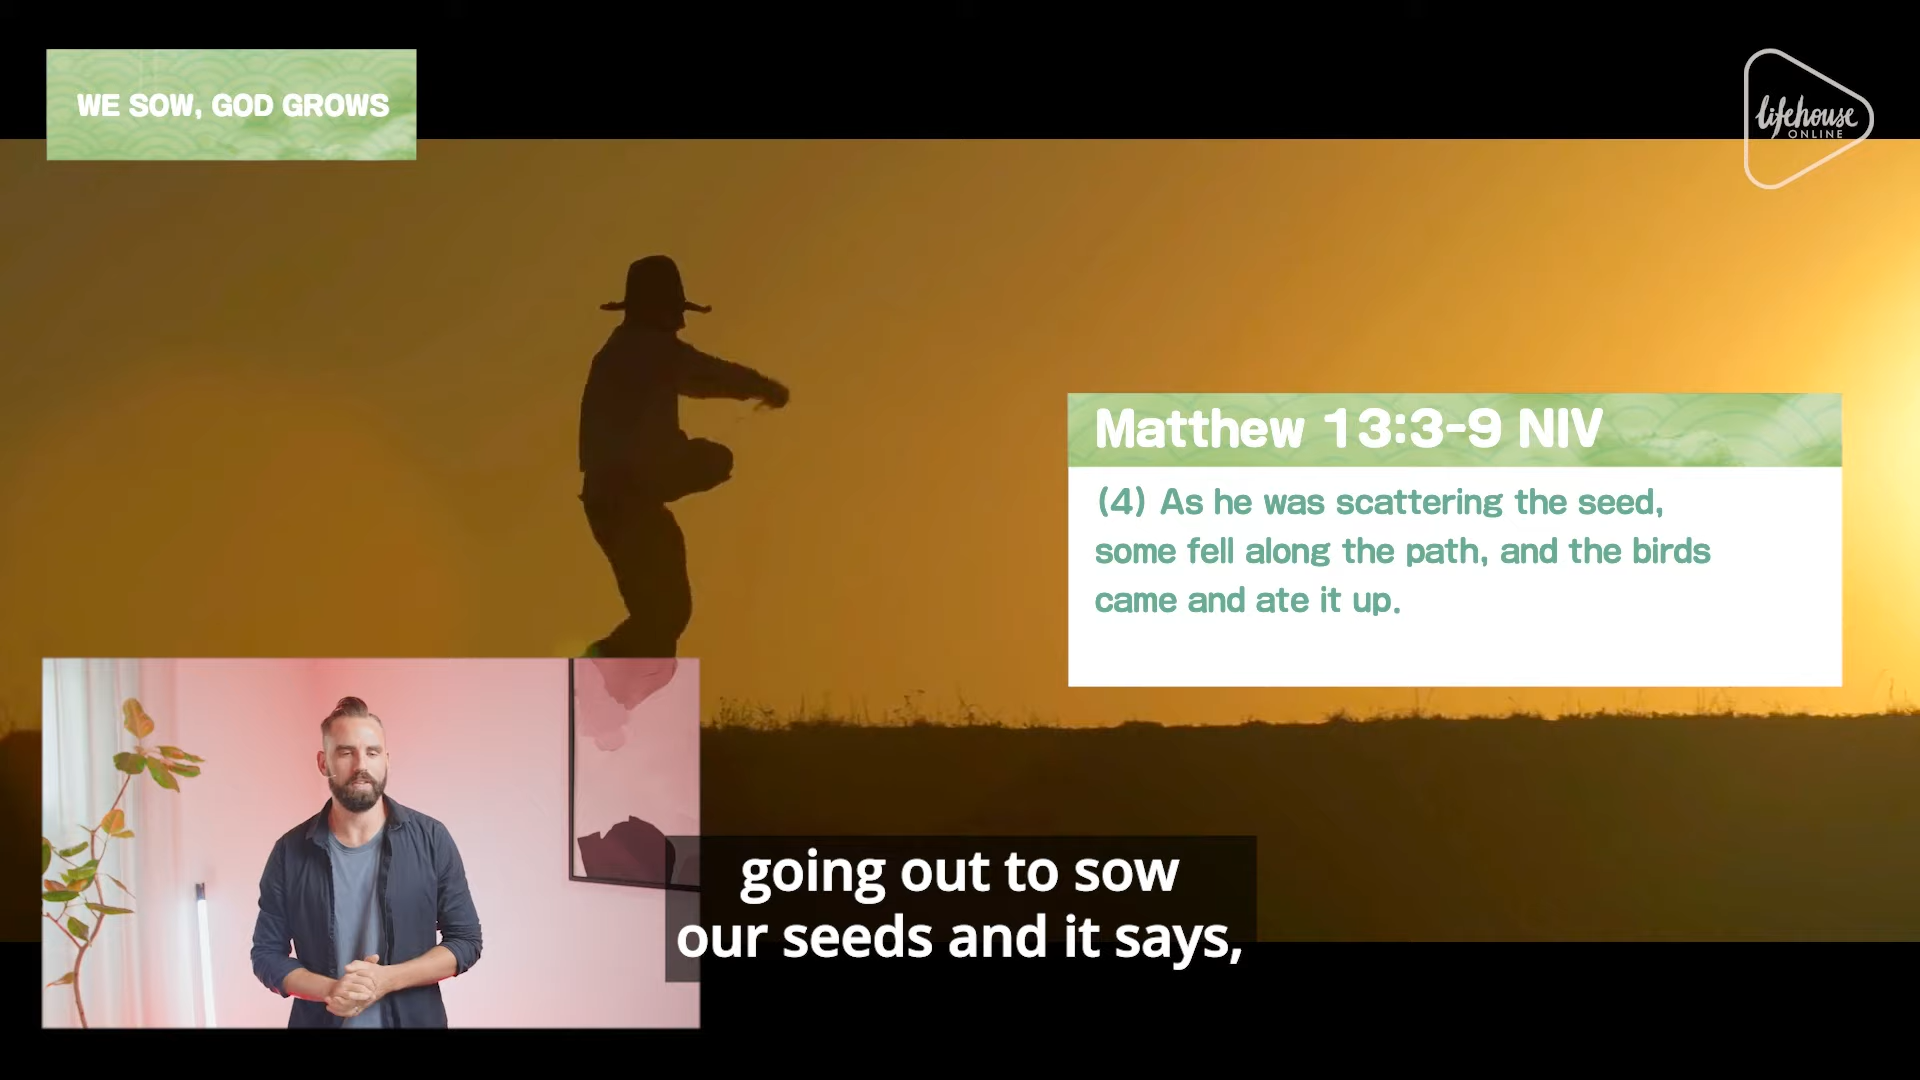 WE SOW, GOD GROWS
lifehouse
ONLINE
Matthew 13:3-9 NIV
(4) As he was scattering the seed,
some fell along the path, and the birds
came and ate it up.
going out to sow
our seeds and it says,